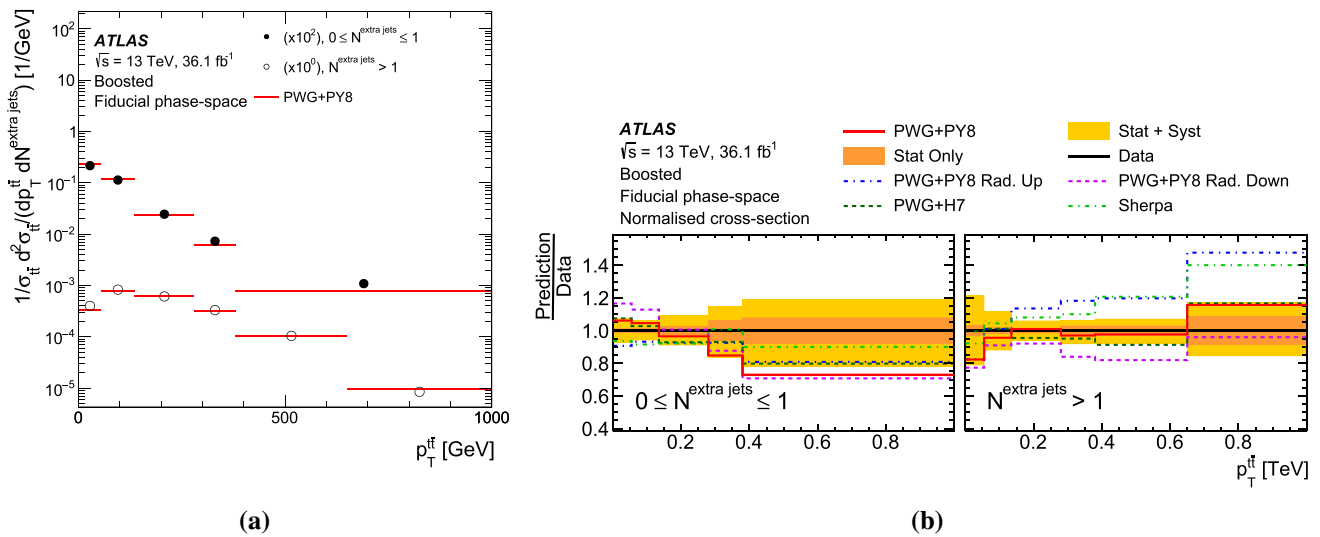 10²
10
1
10⁻¹
10⁻²
10⁻³
10⁻⁴
10⁻⁵
1/σ_tt̄ d²σ_tt̄/(dp_T^tt̄ dN^extra jets) [1/GeV]
ATLAS
√s = 13 TeV, 36.1 fb⁻¹
Boosted
Fiducial phase-space
(x10²), 0 ≤ N^extra jets ≤ 1
(x10⁰), N^extra jets > 1
PWG+PY8
0 500 1000
p_T^tt̄ [GeV]
(a)
ATLAS
√s = 13 TeV, 36.1 fb⁻¹
Boosted
Fiducial phase-space
Normalised cross-section
PWG+PY8
Stat Only
PWG+PY8 Rad. Up
PWG+H7
Stat + Syst
Data
PWG+PY8 Rad. Down
Sherpa
Prediction
Data
1.4
1.2
1.0
0.8
0.6
0.4
0 ≤ N^extra jets ≤ 1
N^extra jets > 1
0.2 0.4 0.6 0.8
0.2 0.4 0.6 0.8
p_T^tt̄ [TeV]
(b)